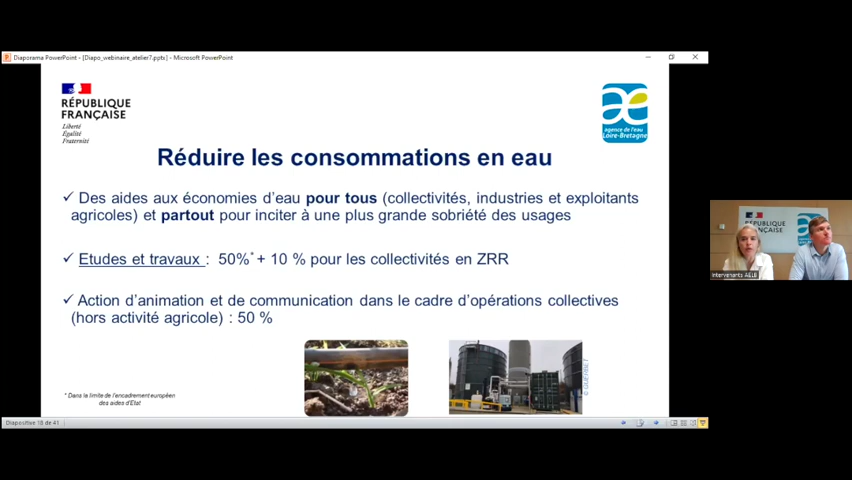 Diaporama PowerPoint - [Diapo_webinaire_atelier7.pptx] - Microsoft PowerPoint
RÉPUBLIQUE
FRANÇAISE
Liberté
Égalité
Fraternité
agence de l'eau
Loire-Bretagne
Réduire les consommations en eau
✓ Des aides aux économies d'eau pour tous (collectivités, industries et exploitants
agricoles) et partout pour inciter à une plus grande sobriété des usages
✓ Etudes et travaux : 50%* + 10 % pour les collectivités en ZRR
✓ Action d'animation et de communication dans le cadre d'opérations collectives
(hors activité agricole) : 50 %
* Dans la limite de l'encadrement européen
des aides d'Etat
Diapositive 18 de 41
RÉPUBLIQUE
FRANÇAISE
Intervenants AELB